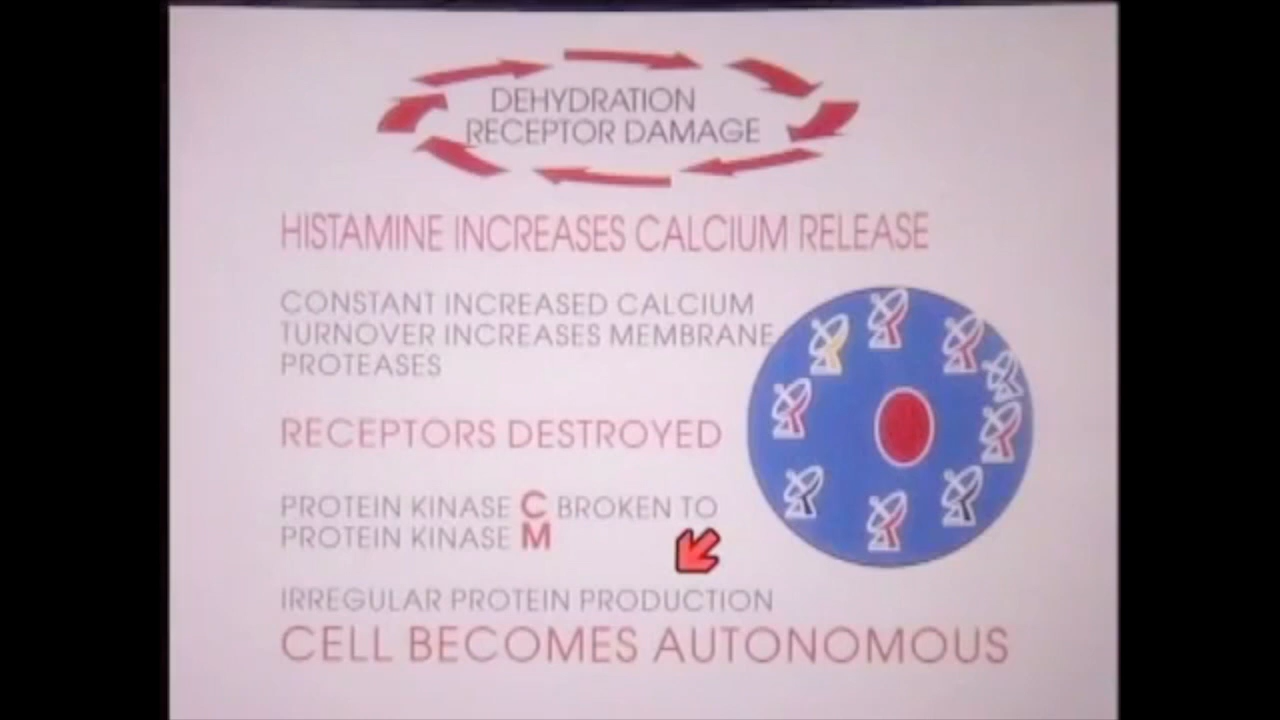 DEHYDRATION
RECEPTOR DAMAGE
HISTAMINE INCREASES CALCIUM RELEASE
CONSTANT INCREASED CALCIUM
TURNOVER INCREASES MEMBRANE
PROTEASES
RECEPTORS DESTROYED
PROTEIN KINASE C BROKEN TO
PROTEIN KINASE M
IRREGULAR PROTEIN PRODUCTION
CELL BECOMES AUTONOMOUS